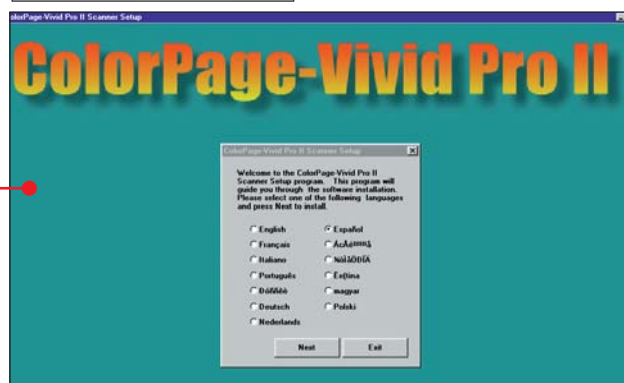 olorPage-Vivid Pro II Scanner Setup
ColorPage-Vivid Pro II
ColorPage-Vivid Pro II Scanner Setup
Welcome to the ColorPage-Vivid Pro II
Scanner Setup program. This program will
guide you through the software installation.
Please select one of the following languages
and press Next to install.
English
Español
Français
Italiano
Português
Deutsch
magyar
Polski
Nederlands
Next
Exit